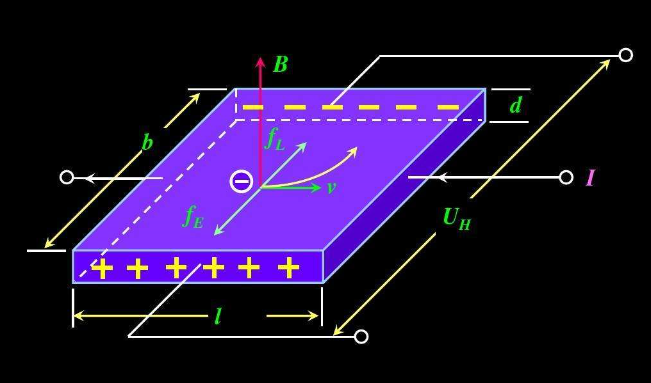 B
d
b
f_L
v
I
f_E
U_H
− − − − − −
+ + + + + +
l